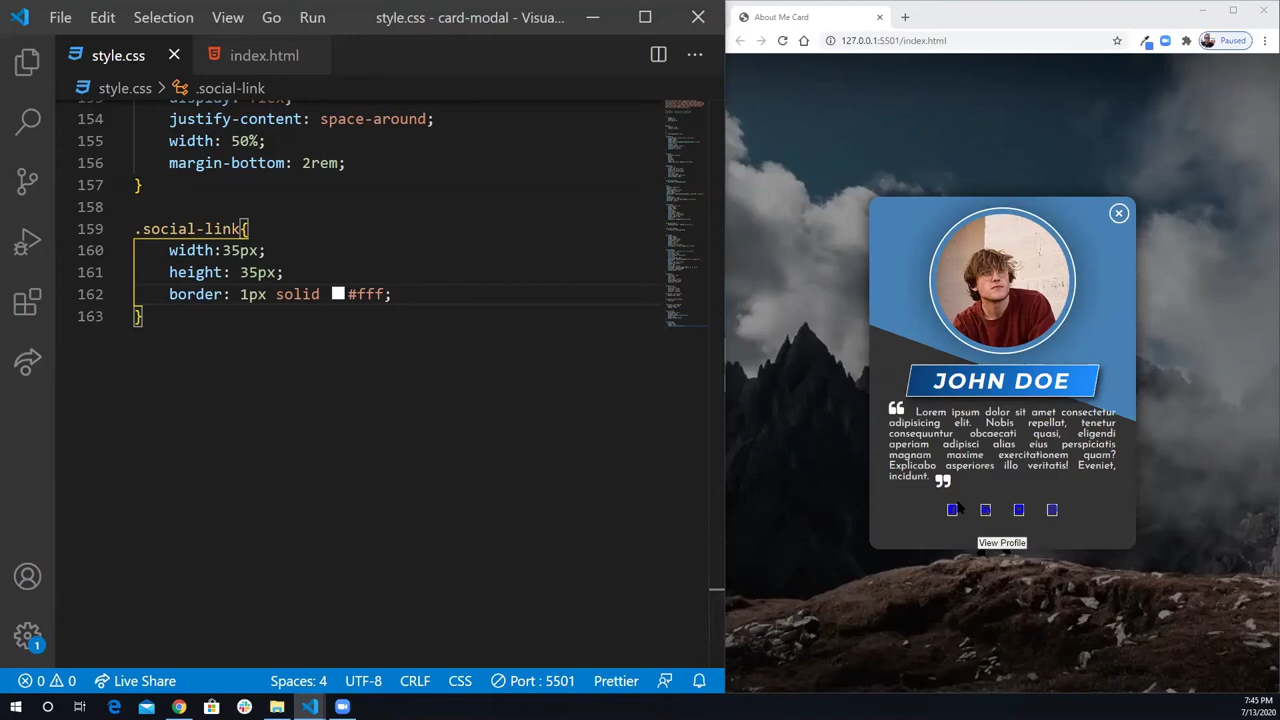 File Edit Selection View Go Run style.css - card-modal - Visua...
style.css index.html
style.css > .social-link
154 justify-content: space-around;
155 width: 50%;
156 margin-bottom: 2rem;
157 }
158
159 .social-link{
160 width:35px;
161 height: 35px;
162 border: 1px solid #fff;
163 }
0 0 Live Share Spaces: 4 UTF-8 CRLF CSS Port : 5501 Prettier
1
About Me Card
127.0.0.1:5501/index.html
Paused
JOHN DOE
“ Lorem ipsum dolor sit amet consectetur
adipisicing elit. Nobis repellat, tenetur
consequuntur obcaecati quasi, eligendi
aperiam adipisci alias eius perspiciatis
magnam maxime exercitationem quam?
Explicabo asperiores illo veritatis! Eveniet,
incidunt. ”
View Profile
7:45 PM
7/13/2020